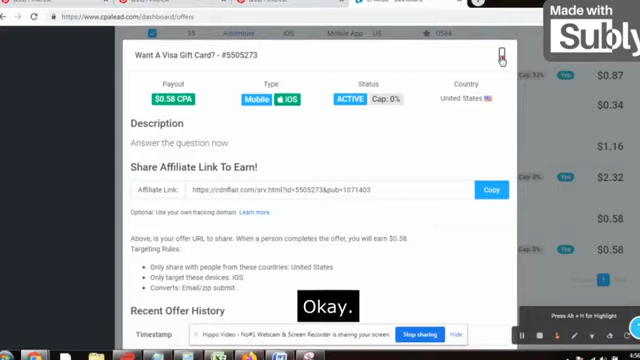 https://www.cpalead.com/dashboard/offers
Made with
Subly
35 Adventure iOS Mobile App US 0584
Want A Visa Gift Card? - #5505273
Payout Type Status Country
$0.58 CPA Mobile iOS ACTIVE Cap: 0% United States
Yes $0.87
$0.34
Description
Answer the question now
$1.16
Share Affiliate Link To Earn!
$2.32
Affiliate Link: https://cdnflair.com/srv.html?id=5505273&pub=1071403 Copy
Optional: Use your own tracking domain. Learn more.
$0.58
Above, is your offer URL to share. When a person completes the offer, you will earn $0.58.
Yes $0.58
Targeting Rules:
• Only share with people from these countries: United States
• Only target these devices: iOS.
• Converts: Email/zip submit .
1
Okay.
Recent Offer History
Press Alt + H for Highlight
Timestamp
Hippo Video - No#1 Webcam & Screen Recorder is sharing your screen. Stop sharing Hide